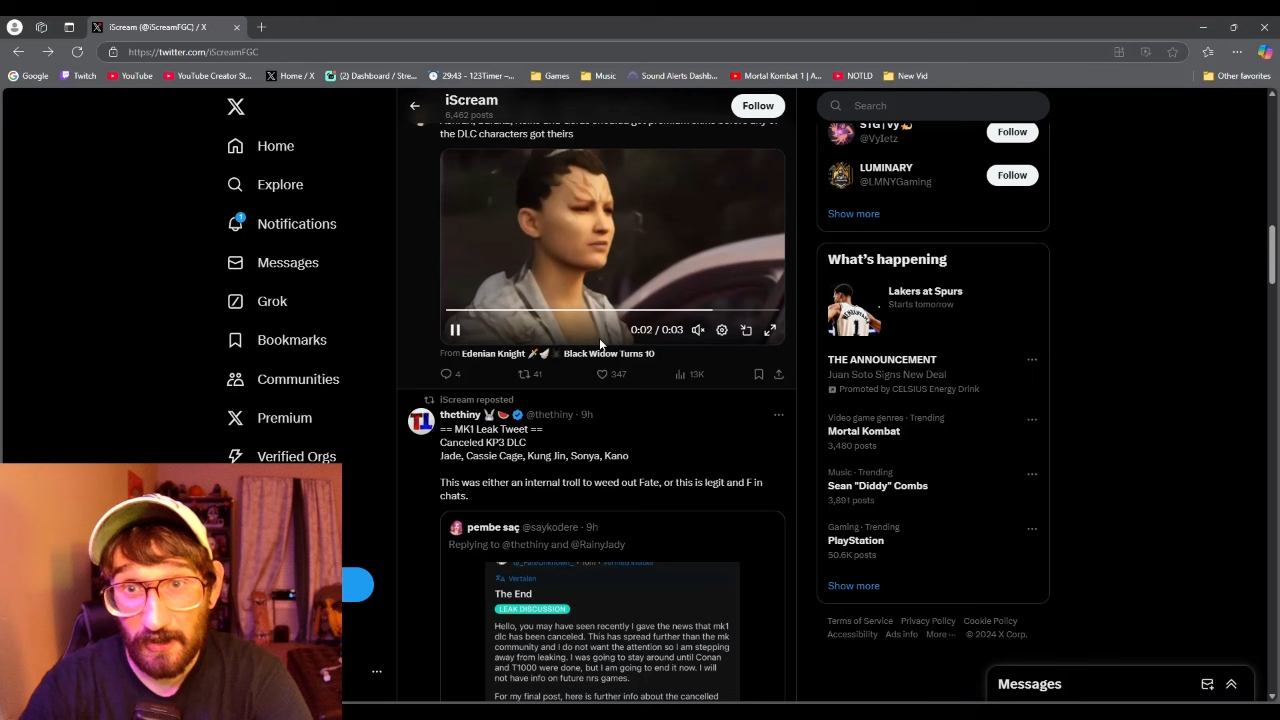 iScream (@iScreamFGC) / X
https://twitter.com/iScreamFGC
Google
Twitch
YouTube
YouTube Creator St...
Home / X
(2) Dashboard / Stre...
29:43 - 123Timer –...
Games
Music
Sound Alerts Dashb...
Mortal Kombat 1 | A...
NOTLD
New Vid
Other favorites
Home
Explore
1
Notifications
Messages
Grok
Bookmarks
Communities
Premium
Verified Orgs
iScream
6,462 posts
Follow
the DLC characters got theirs
0:02 / 0:03
From Edenian Knight Black Widow Turns 10
4
41
347
13K
iScream reposted
thethiny @thethiny · 9h
== MK1 Leak Tweet ==
Canceled KP3 DLC
Jade, Cassie Cage, Kung Jin, Sonya, Kano
This was either an internal troll to weed out Fate, or this is legit and F in
chats.
pembe saç @saykodere · 9h
Replying to @thethiny and @RainyJady
Vertalen
The End
LEAK DISCUSSION
Hello, you may have seen recently I gave the news that mk1
dlc has been canceled. This has spread further than the mk
community and I do not want the attention so I am stepping
away from leaking. I was going to stay around until Conan
and T1000 were done, but I am going to end it now. I will
not have info on future nrs games.
For my final post, here is further info about the cancelled
Search
STG | Vy
@VyIetz
Follow
LUMINARY
@LMNYGaming
Follow
Show more
What's happening
Lakers at Spurs
Starts tomorrow
THE ANNOUNCEMENT
Juan Soto Signs New Deal
Promoted by CELSIUS Energy Drink
Video game genres · Trending
Mortal Kombat
3,480 posts
Music · Trending
Sean "Diddy" Combs
3,891 posts
Gaming · Trending
PlayStation
50.6K posts
Show more
Terms of Service Privacy Policy Cookie Policy
Accessibility Ads info More ··· © 2024 X Corp.
Messages